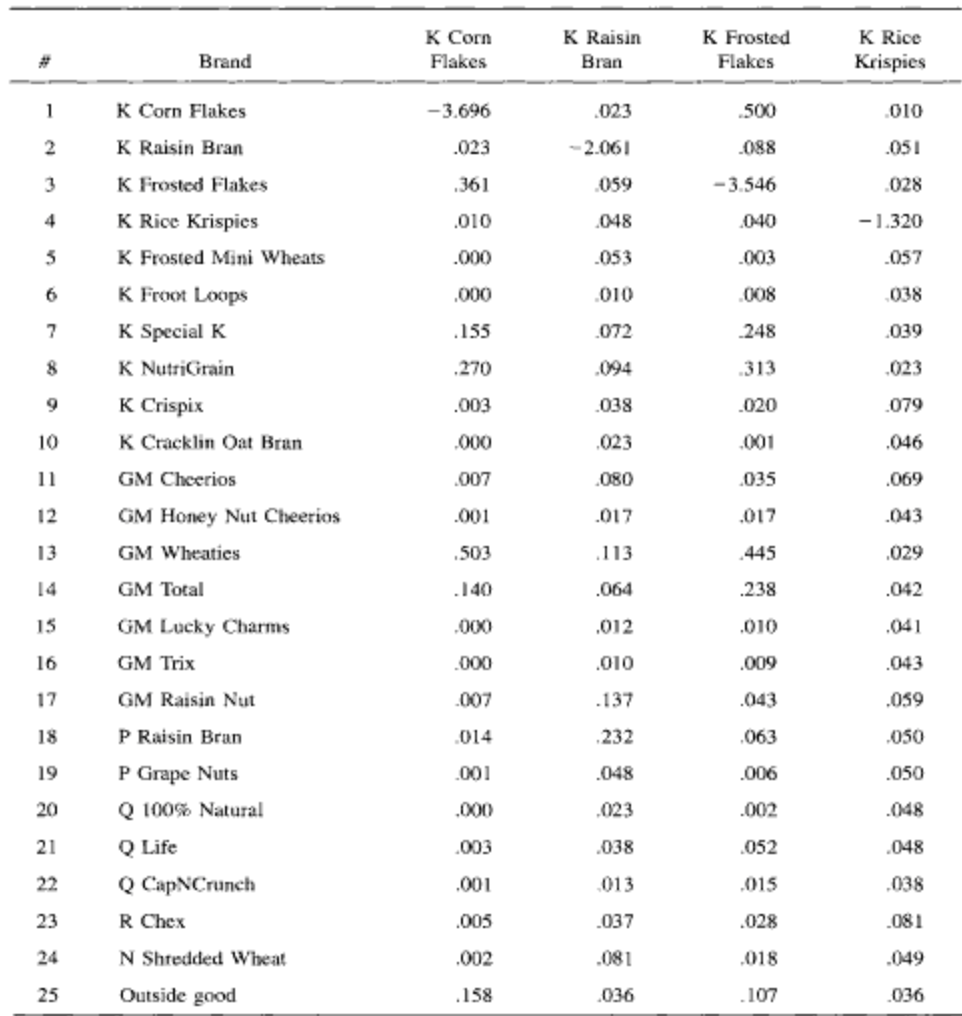 # Brand K Corn Flakes K Raisin Bran K Frosted Flakes K Rice Krispies
1 K Corn Flakes −3.696 .023 .500 .010
2 K Raisin Bran .023 −2.061 .088 .051
3 K Frosted Flakes .361 .059 −3.546 .028
4 K Rice Krispies .010 .048 .040 −1.320
5 K Frosted Mini Wheats .000 .053 .003 .057
6 K Froot Loops .000 .010 .008 .038
7 K Special K .155 .072 .248 .039
8 K NutriGrain .270 .094 .313 .023
9 K Crispix .003 .038 .020 .079
10 K Cracklin Oat Bran .000 .023 .001 .046
11 GM Cheerios .007 .080 .035 .069
12 GM Honey Nut Cheerios .001 .017 .017 .043
13 GM Wheaties .503 .113 .445 .029
14 GM Total .140 .064 .238 .042
15 GM Lucky Charms .000 .012 .010 .041
16 GM Trix .000 .010 .009 .043
17 GM Raisin Nut .007 .137 .043 .059
18 P Raisin Bran .014 .232 .063 .050
19 P Grape Nuts .001 .048 .006 .050
20 Q 100% Natural .000 .023 .002 .048
21 Q Life .003 .038 .052 .048
22 Q CapNCrunch .001 .013 .015 .038
23 R Chex .005 .037 .028 .081
24 N Shredded Wheat .002 .081 .018 .049
25 Outside good .158 .036 .107 .036